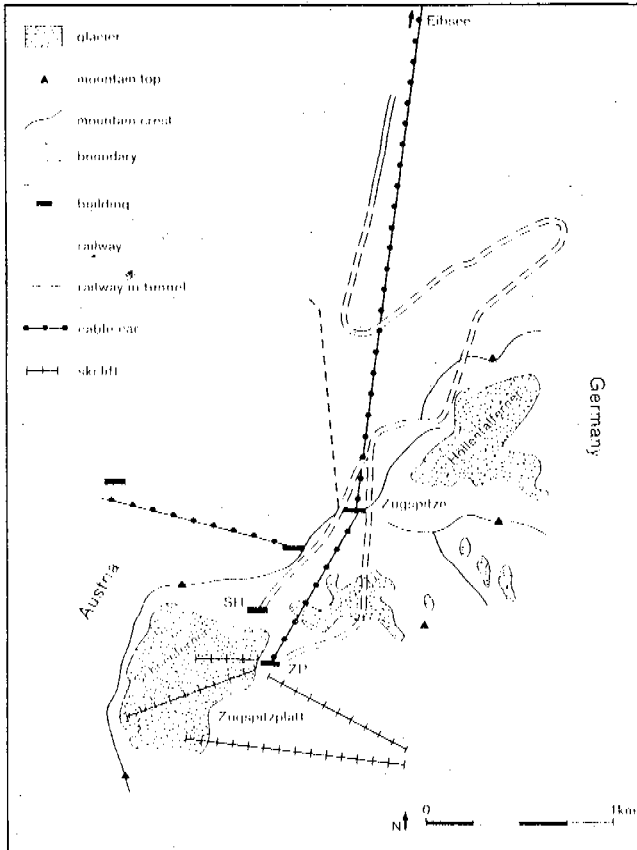 glacier
Eibsee
mountain top
mountain crest
boundary
building
railway
railway in tunnel
cable car
ski lift
Höllentalferner
Germany
Zugspitze
Austria
SH
ZP
Zugspitzplatt
N
0
1km